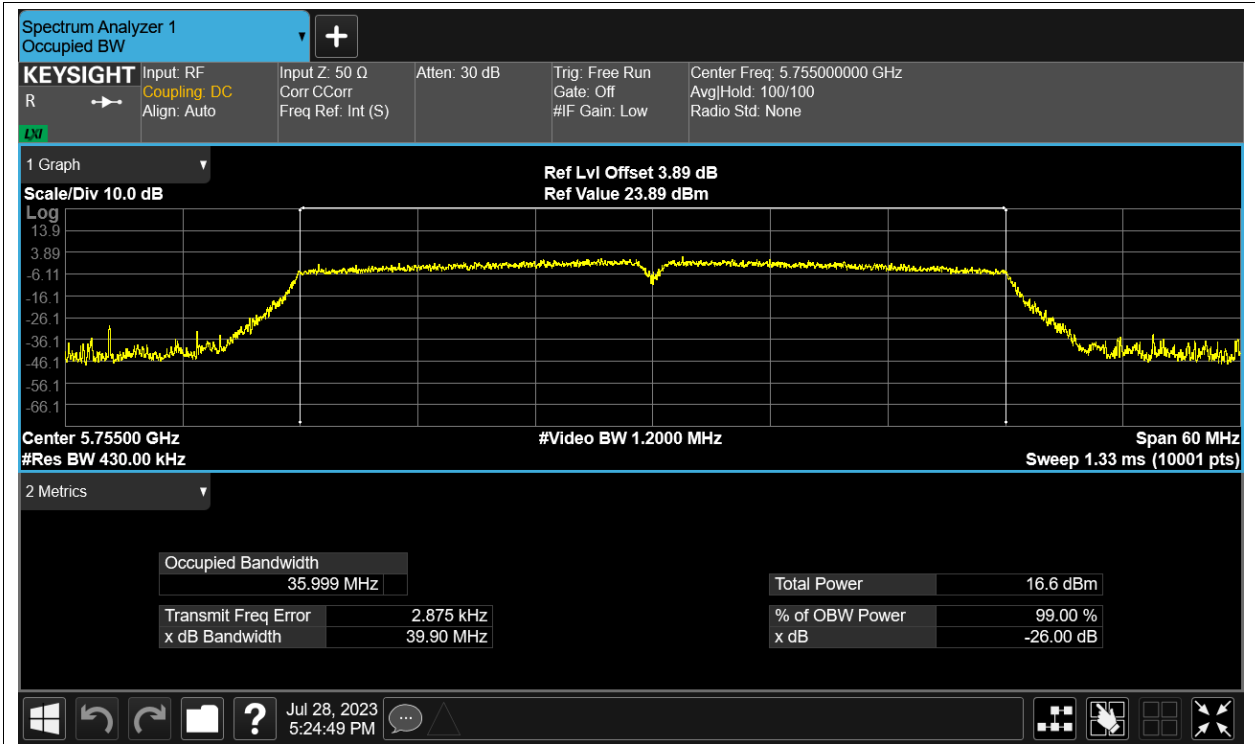 Spectrum Analyzer 1
Occupied BW
KEYSIGHT
R
LXI
Input: RF
Coupling: DC
Align: Auto
Input Z: 50 Ω
Corr CCorr
Freq Ref: Int (S)
Atten: 30 dB
Trig: Free Run
Gate: Off
#IF Gain: Low
Center Freq: 5.755000000 GHz
Avg|Hold: 100/100
Radio Std: None
1 Graph
Scale/Div 10.0 dB
Ref Lvl Offset 3.89 dB
Ref Value 23.89 dBm
Log
13.9
3.89
-6.11
-16.1
-26.1
-36.1
-46.1
-56.1
-66.1
Center 5.75500 GHz
#Video BW 1.2000 MHz
Span 60 MHz
#Res BW 430.00 kHz
Sweep 1.33 ms (10001 pts)
2 Metrics
Occupied Bandwidth
35.999 MHz
Total Power 16.6 dBm
Transmit Freq Error 2.875 kHz
% of OBW Power 99.00 %
x dB Bandwidth 39.90 MHz
x dB -26.00 dB
?
Jul 28, 2023
5:24:49 PM